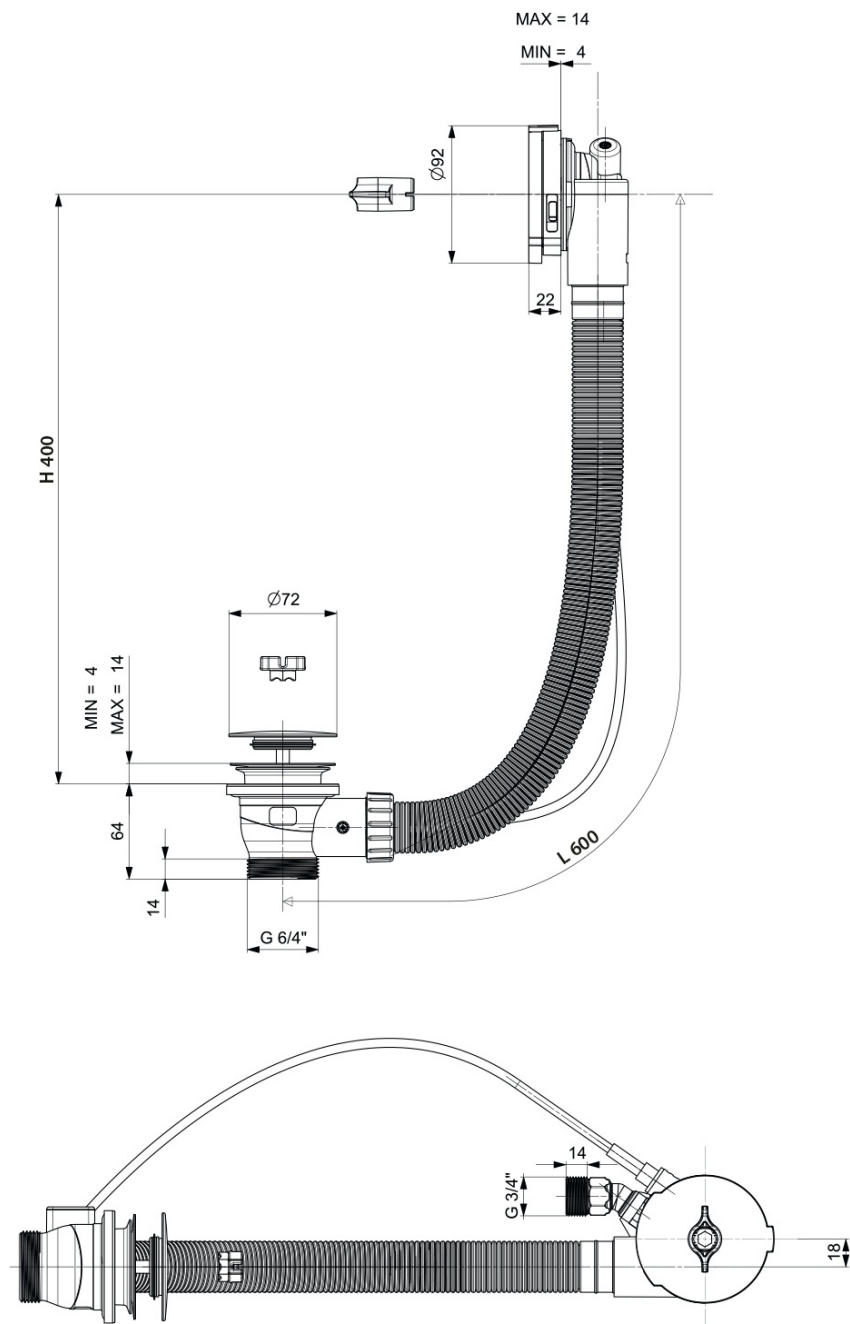 MAX = 14
MIN = 4
Ø92
22
H 400
Ø72
MIN = 4
MAX = 14
64
14
L 600
G 6/4"
14
G 3/4"
18